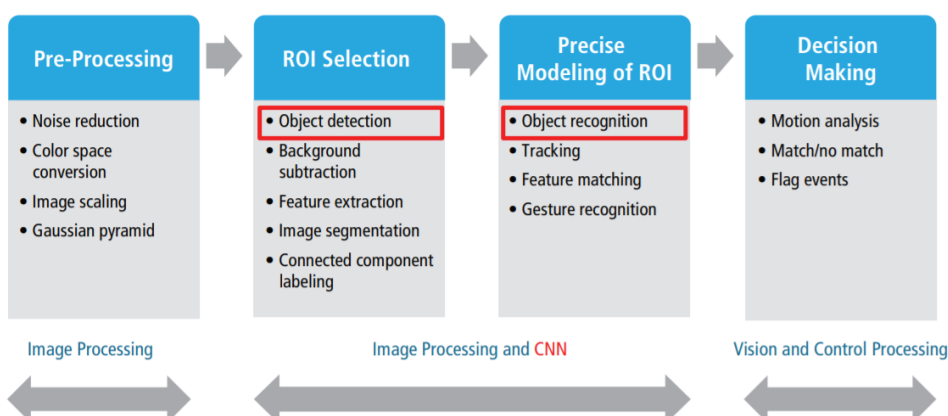 Pre-Processing
• Noise reduction
• Color space
conversion
• Image scaling
• Gaussian pyramid
ROI Selection
• Object detection
• Background
subtraction
• Feature extraction
• Image segmentation
• Connected component
labeling
Precise
Modeling of ROI
• Object recognition
• Tracking
• Feature matching
• Gesture recognition
Decision
Making
• Motion analysis
• Match/no match
• Flag events
Image Processing
Image Processing and CNN
Vision and Control Processing